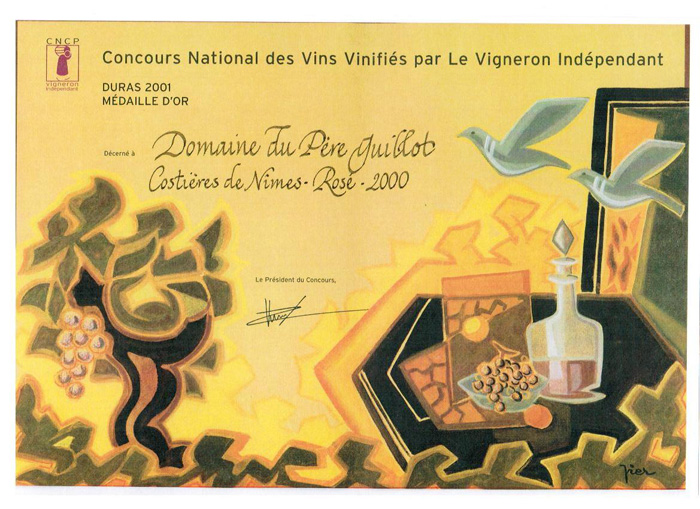 CNCP
vigneron
indépendant
Concours National des Vins Vinifiés par Le Vigneron Indépendant
DURAS 2001
MÉDAILLE D'OR
Décerné à
Domaine du Père Guillot
Costières de Nîmes - Rosé - 2000
Le Président du Concours,